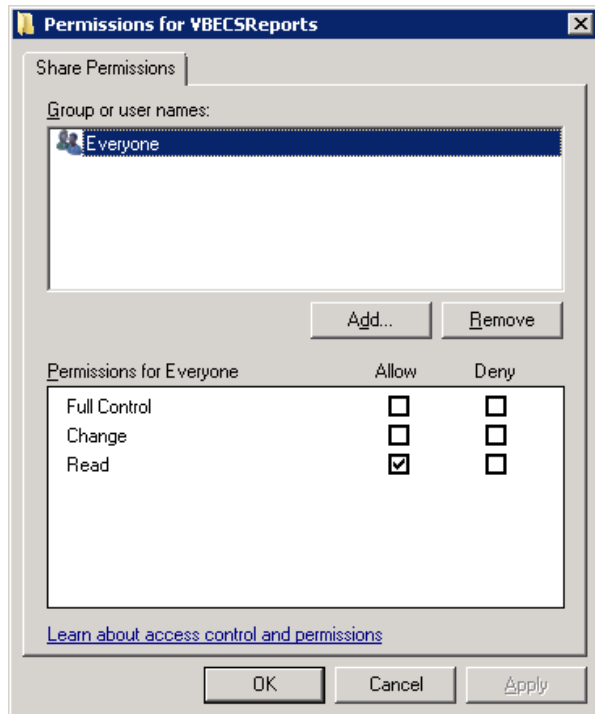 Permissions for VBECSReports
Share Permissions
Group or user names:
Everyone
Add... Remove
Permissions for Everyone Allow Deny
Full Control
Change
Read
Learn about access control and permissions
OK Cancel Apply